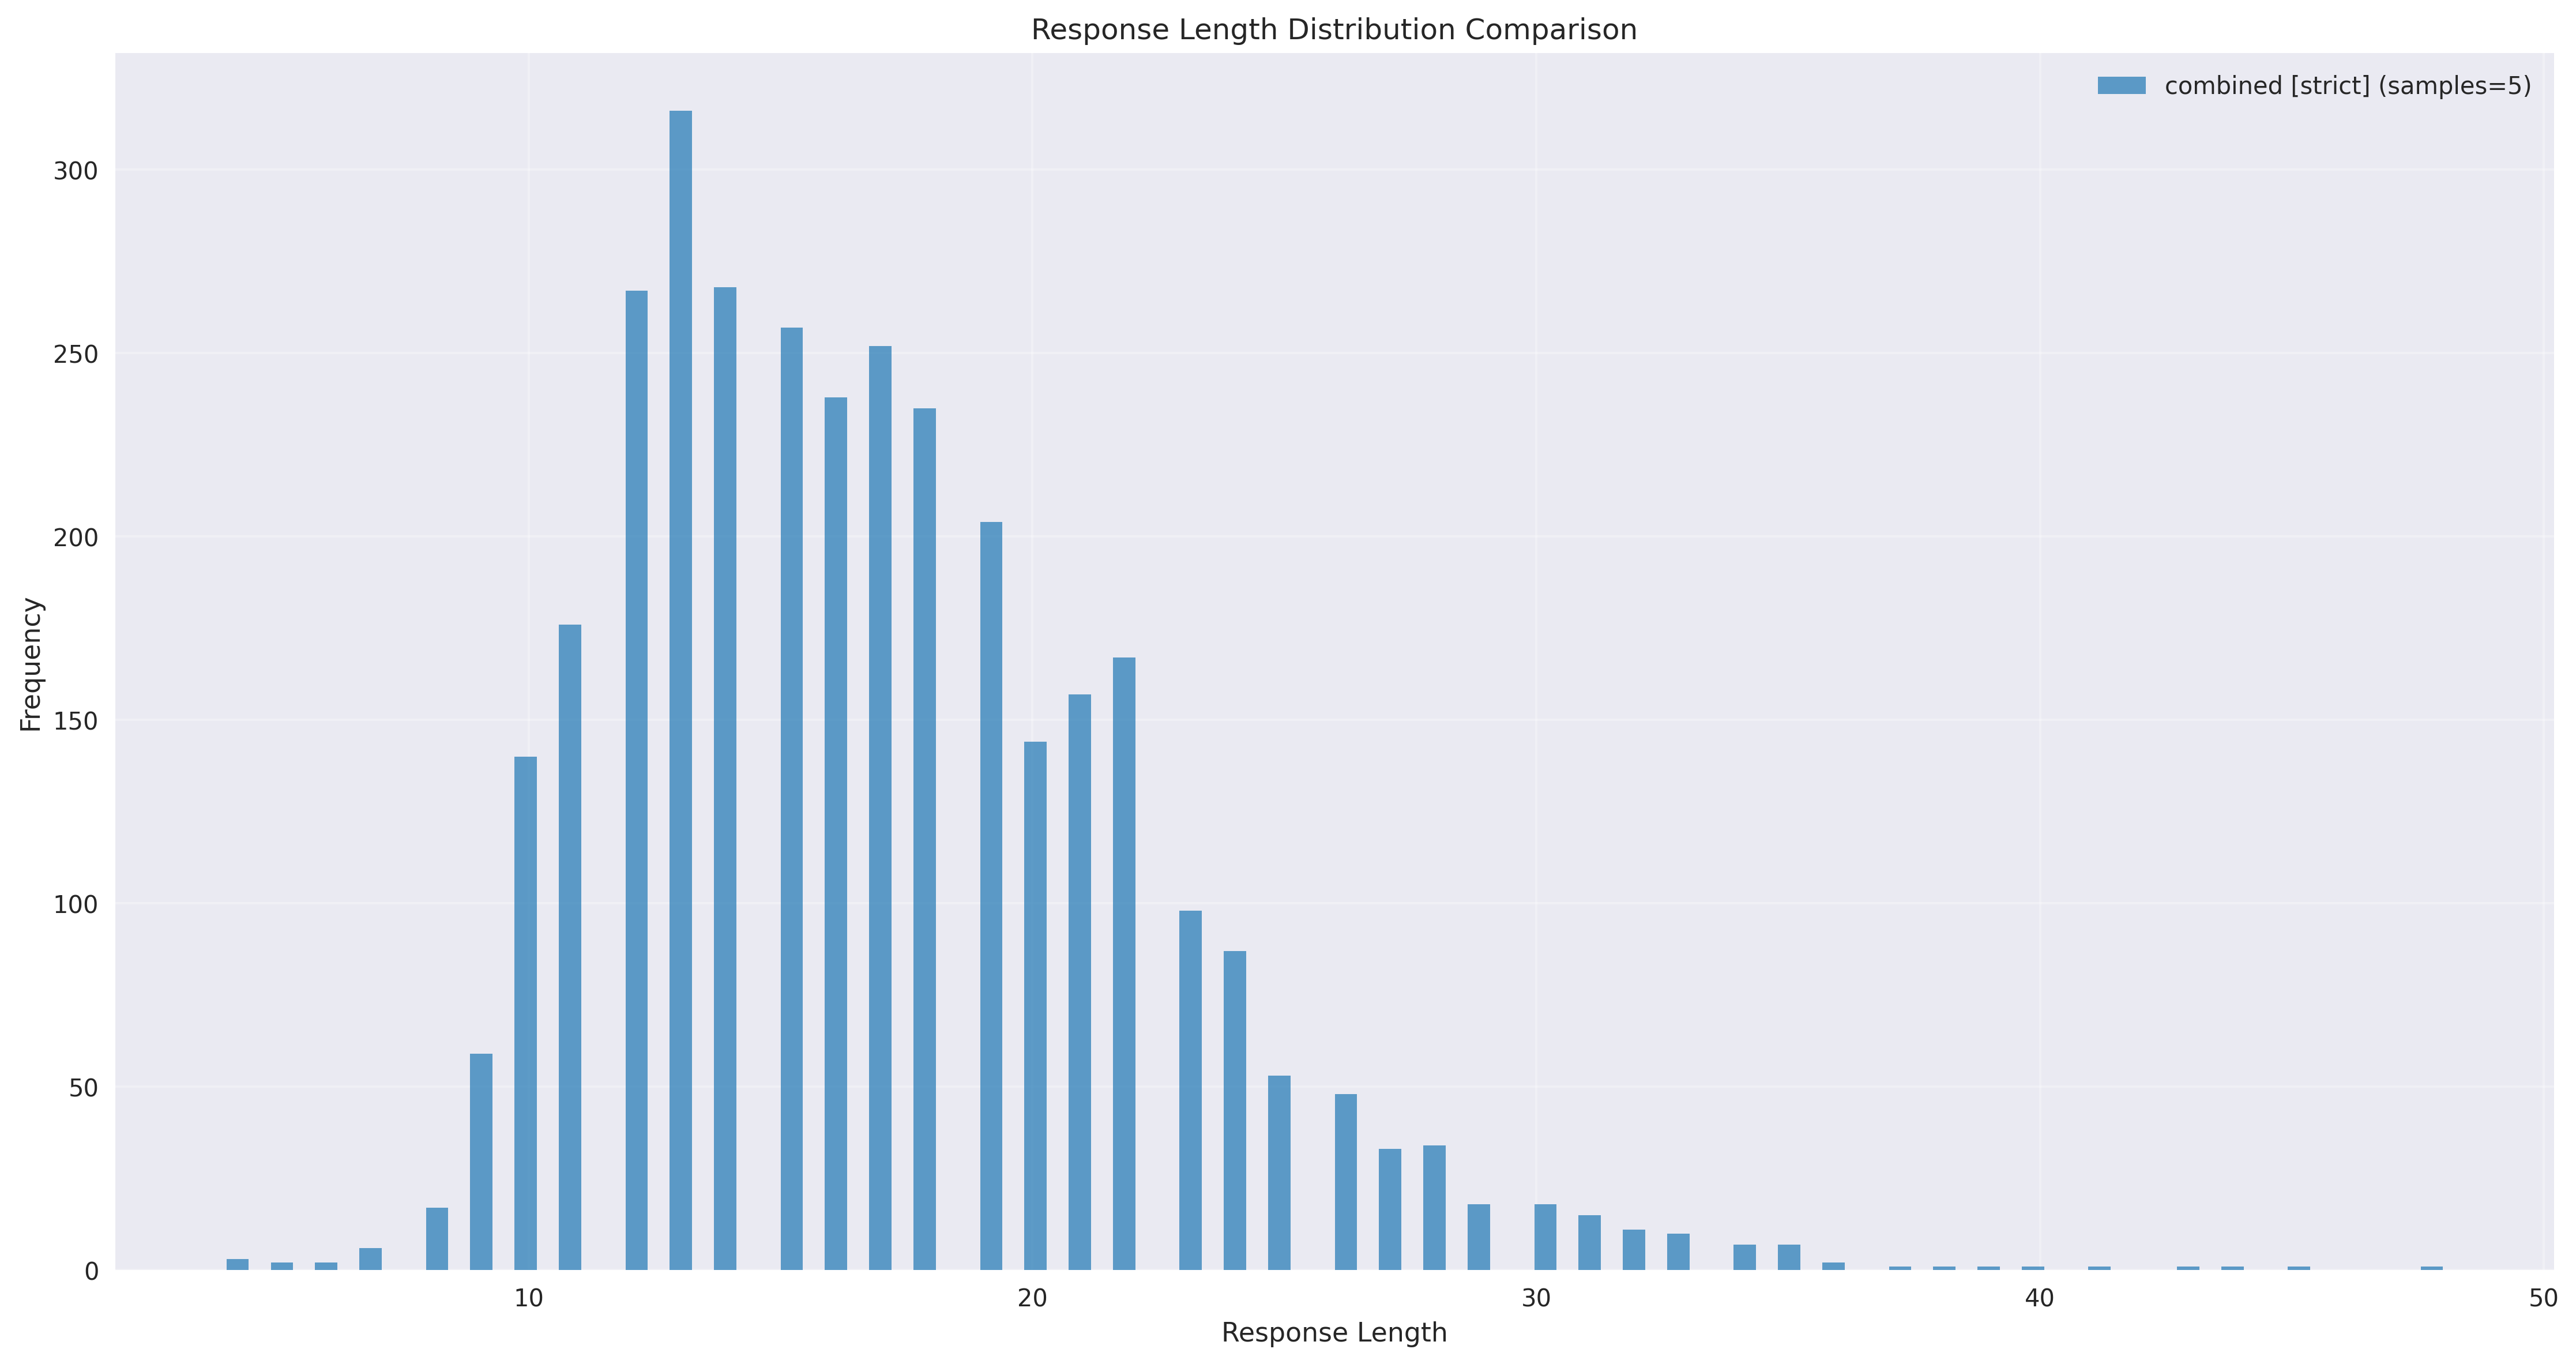 Response Length Distribution Comparison
combined [strict] (samples=5)
300
250
200
150
100
50
0
Frequency
10 20 30 40 50
Response Length